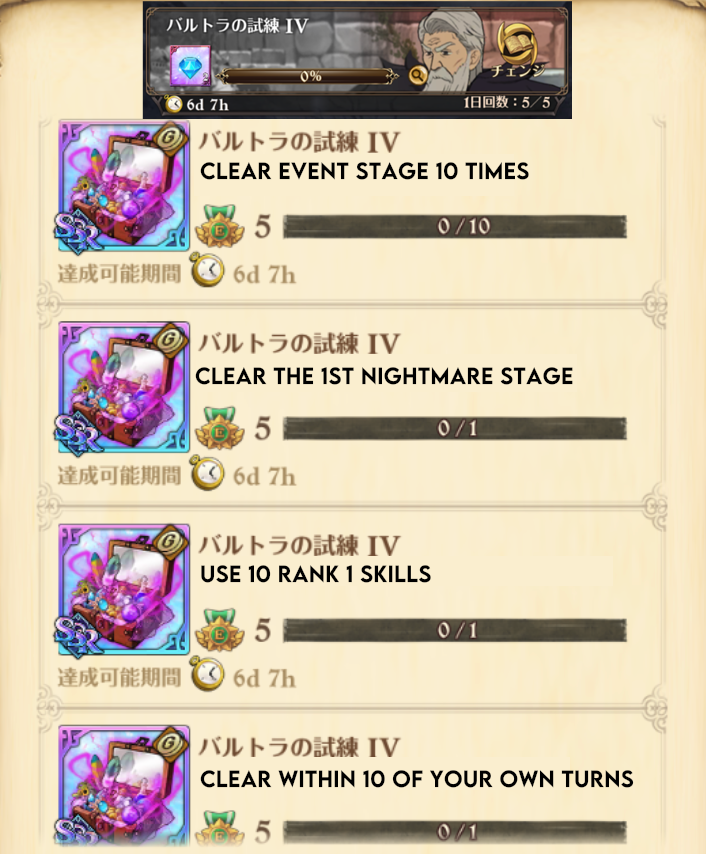 バルトラの試練 IV
0%
チェンジ
6d 7h
1日回数：5/5
バルトラの試練 IV
CLEAR EVENT STAGE 10 TIMES
G
SSR
E
5
0/10
達成可能期間 6d 7h
バルトラの試練 IV
CLEAR THE 1ST NIGHTMARE STAGE
G
SSR
E
5
0/1
達成可能期間 6d 7h
バルトラの試練 IV
USE 10 RANK 1 SKILLS
G
SSR
E
5
0/1
達成可能期間 6d 7h
バルトラの試練 IV
CLEAR WITHIN 10 OF YOUR OWN TURNS
G
SSR
E
5
0/1